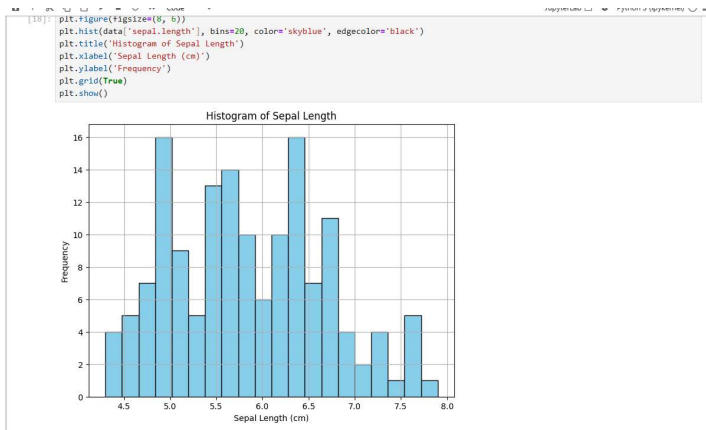 Code
JupyterLab
Python 3 (ipykernel)
[18]: plt.figure(figsize=(8, 6))
plt.hist(data['sepal.length'], bins=20, color='skyblue', edgecolor='black')
plt.title('Histogram of Sepal Length')
plt.xlabel('Sepal Length (cm)')
plt.ylabel('Frequency')
plt.grid(True)
plt.show()
Histogram of Sepal Length
16
14
12
10
8
6
4
2
0
Frequency
4.5 5.0 5.5 6.0 6.5 7.0 7.5 8.0
Sepal Length (cm)